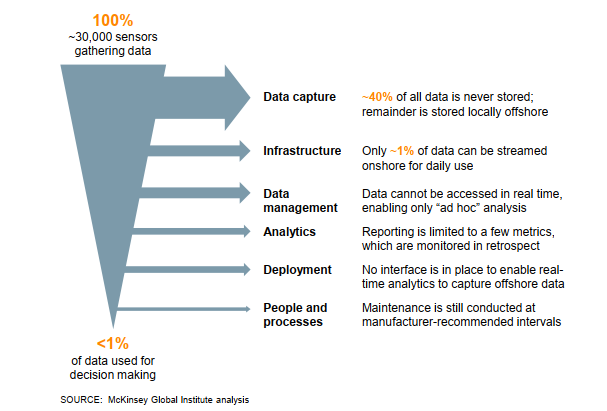 100%
~30,000 sensors
gathering data
Data capture
~40% of all data is never stored;
remainder is stored locally offshore
Infrastructure
Only ~1% of data can be streamed
onshore for daily use
Data
management
Data cannot be accessed in real time,
enabling only “ad hoc” analysis
Analytics
Reporting is limited to a few metrics,
which are monitored in retrospect
Deployment
No interface is in place to enable real-
time analytics to capture offshore data
People and
processes
Maintenance is still conducted at
manufacturer-recommended intervals
<1%
of data used for
decision making
SOURCE: McKinsey Global Institute analysis